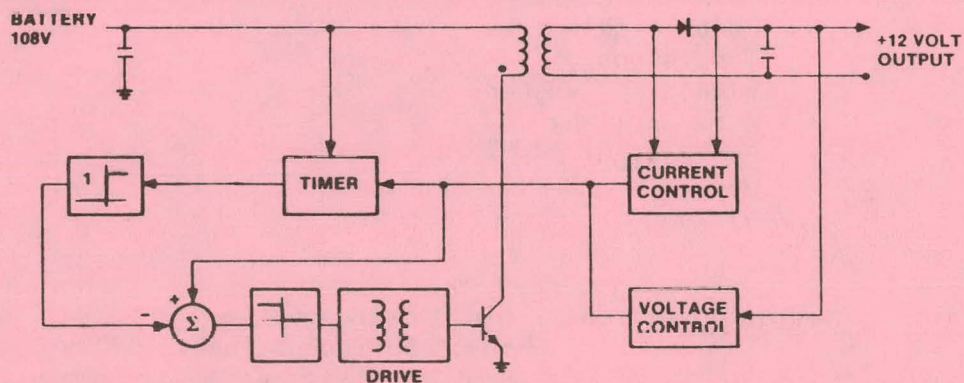 BATTERY
108V
+12 VOLT
OUTPUT
1
TIMER
CURRENT
CONTROL
+
-
Σ
VOLTAGE
CONTROL
DRIVE